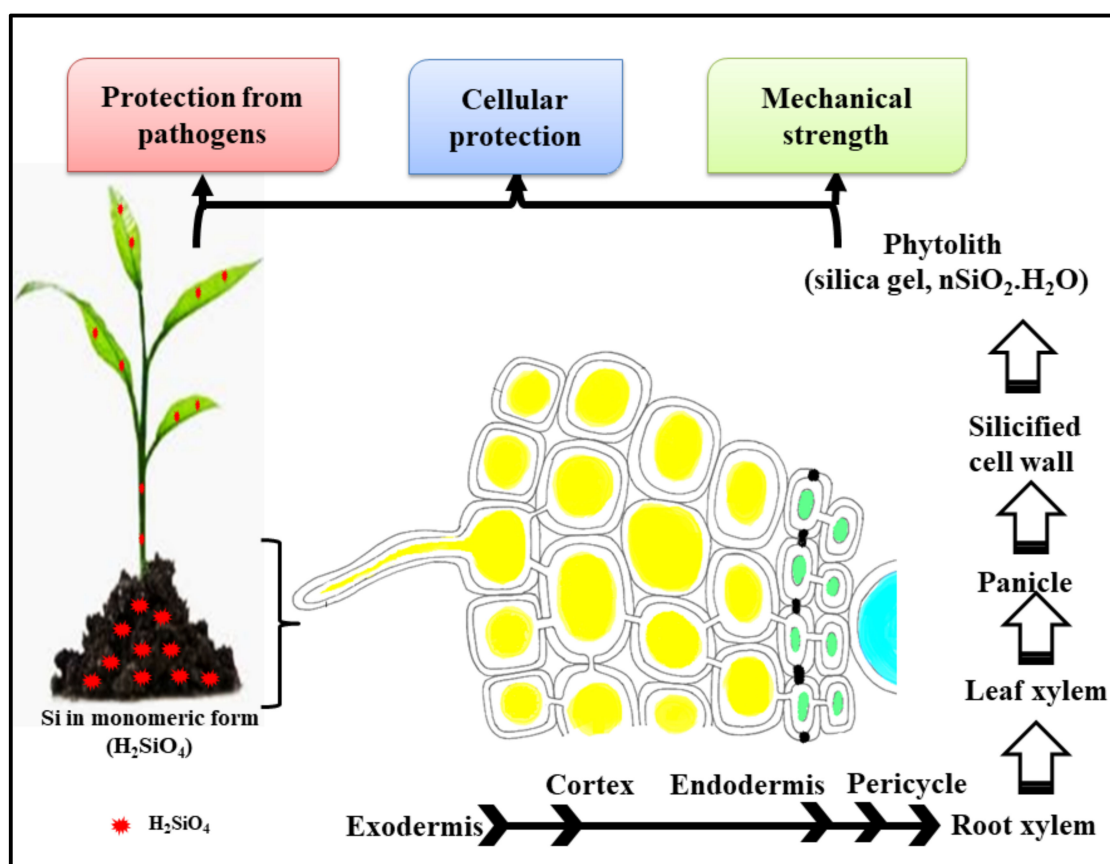 Protection from
pathogens
Cellular
protection
Mechanical
strength
Phytolith
(silica gel, nSiO₂.H₂O)
Silicified
cell wall
Panicle
Leaf xylem
Si in monomeric form
(H₂SiO₄)
H₂SiO₄
Exodermis
Cortex
Endodermis
Pericycle
Root xylem